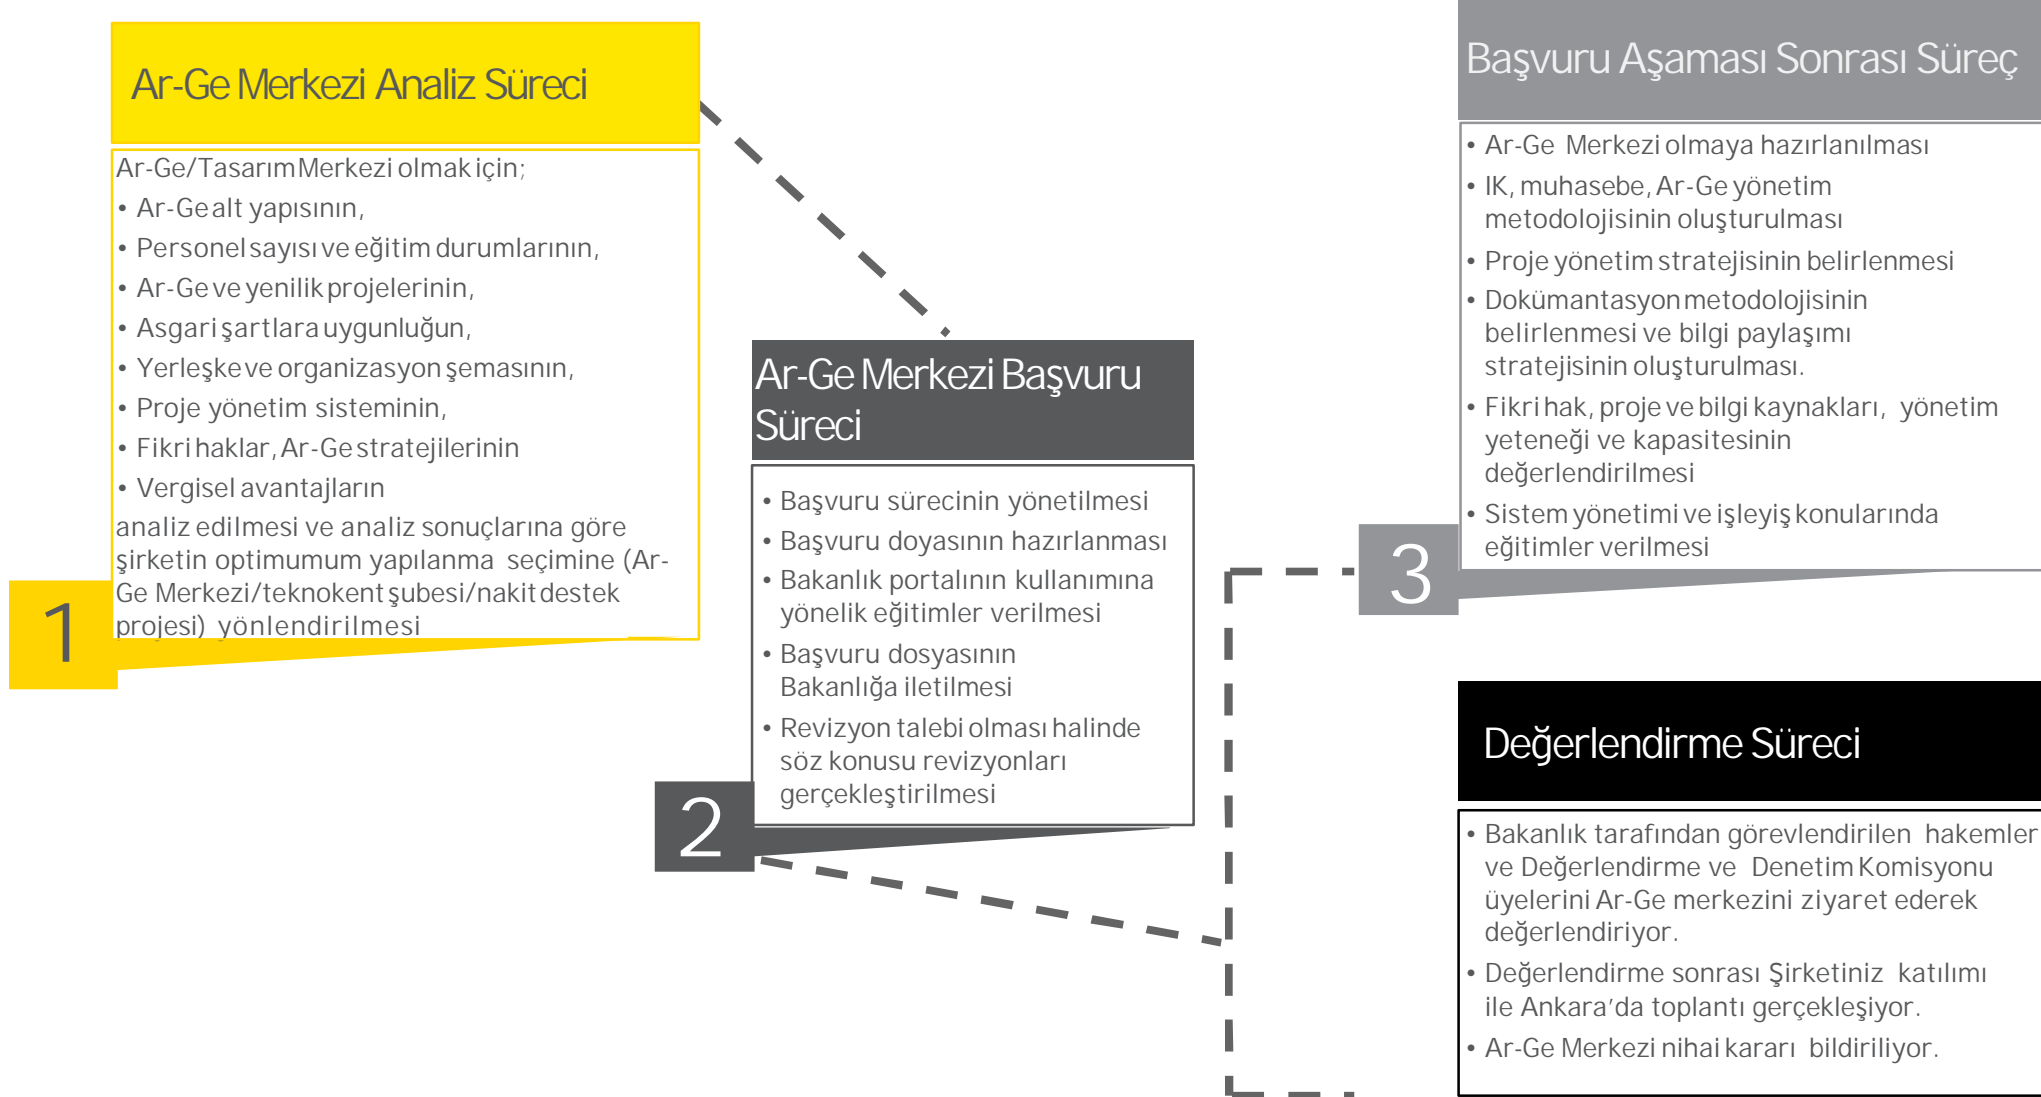 Ar-Ge Merkezi Analiz Süreci
Ar-Ge/Tasarım Merkezi olmak için;
• Ar-Ge alt yapısının,
• Personel sayısı ve eğitim durumlarının,
• Ar-Ge ve yenilik projelerinin,
• Asgari şartlara uygunluğun,
• Yerleşke ve organizasyon şemasının,
• Proje yönetim sisteminin,
• Fikri haklar, Ar-Ge stratejilerinin
• Vergisel avantajların
analiz edilmesi ve analiz sonuçlarına göre
şirketin optimumum yapılanma seçimine (Ar-
Ge Merkezi/teknokent şubesi/nakit destek
projesi) yönlendirilmesi
1
Ar-Ge Merkezi Başvuru
Süreci
• Başvuru sürecinin yönetilmesi
• Başvuru doyasının hazırlanması
• Bakanlık portalının kullanımına
yönelik eğitimler verilmesi
• Başvuru dosyasının
Bakanlığa iletilmesi
• Revizyon talebi olması halinde
söz konusu revizyonları
gerçekleştirilmesi
2
Başvuru Aşaması Sonrası Süreç
• Ar-Ge Merkezi olmaya hazırlanılması
• IK, muhasebe, Ar-Ge yönetim
metodolojisinin oluşturulması
• Proje yönetim stratejisinin belirlenmesi
• Dokümantasyon metodolojisinin
belirlenmesi ve bilgi paylaşımı
stratejisinin oluşturulması.
• Fikri hak, proje ve bilgi kaynakları, yönetim
yeteneği ve kapasitesinin
değerlendirilmesi
• Sistem yönetimi ve işleyiş konularında
eğitimler verilmesi
3
Değerlendirme Süreci
• Bakanlık tarafından görevlendirilen hakemler
ve Değerlendirme ve Denetim Komisyonu
üyelerini Ar-Ge merkezini ziyaret ederek
değerlendiriyor.
• Değerlendirme sonrası Şirketiniz katılımı
ile Ankara’da toplantı gerçekleşiyor.
• Ar-Ge Merkezi nihai kararı bildiriliyor.